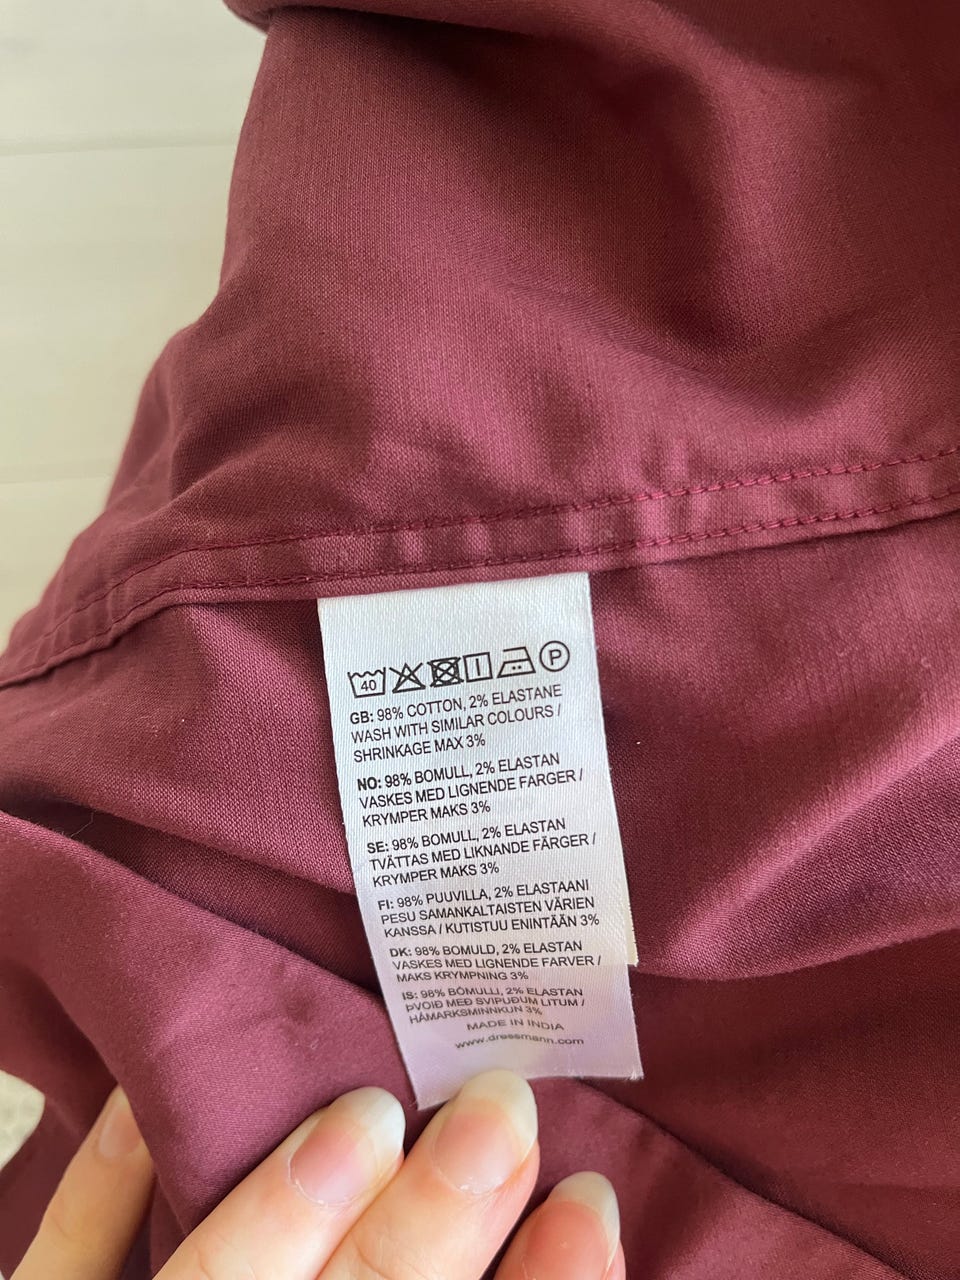 40 P
GB: 98% COTTON, 2% ELASTANE
WASH WITH SIMILAR COLOURS /
SHRINKAGE MAX 3%
NO: 98% BOMULL, 2% ELASTAN
VASKES MED LIGNENDE FARGER /
KRYMPER MAKS 3%
SE: 98% BOMULL, 2% ELASTAN
TVÄTTAS MED LIKNANDE FÄRGER /
KRYMPER MAKS 3%
FI: 98% PUUVILLA, 2% ELASTAANI
PESU SAMANKALTAISTEN VÄRIEN
KANSSA / KUTISTUU ENINTÄÄN 3%
DK: 98% BOMULD, 2% ELASTAN
VASKES MED LIGNENDE FARVER /
MAKS KRYMPNING 3%
IS: 98% BÓMULLI, 2% ELASTAN
ÞVOIÐ MEÐ SVIPUÐUM LITUM /
HÁMARKSMINNKUN 3%
MADE IN INDIA
www.dressmann.com